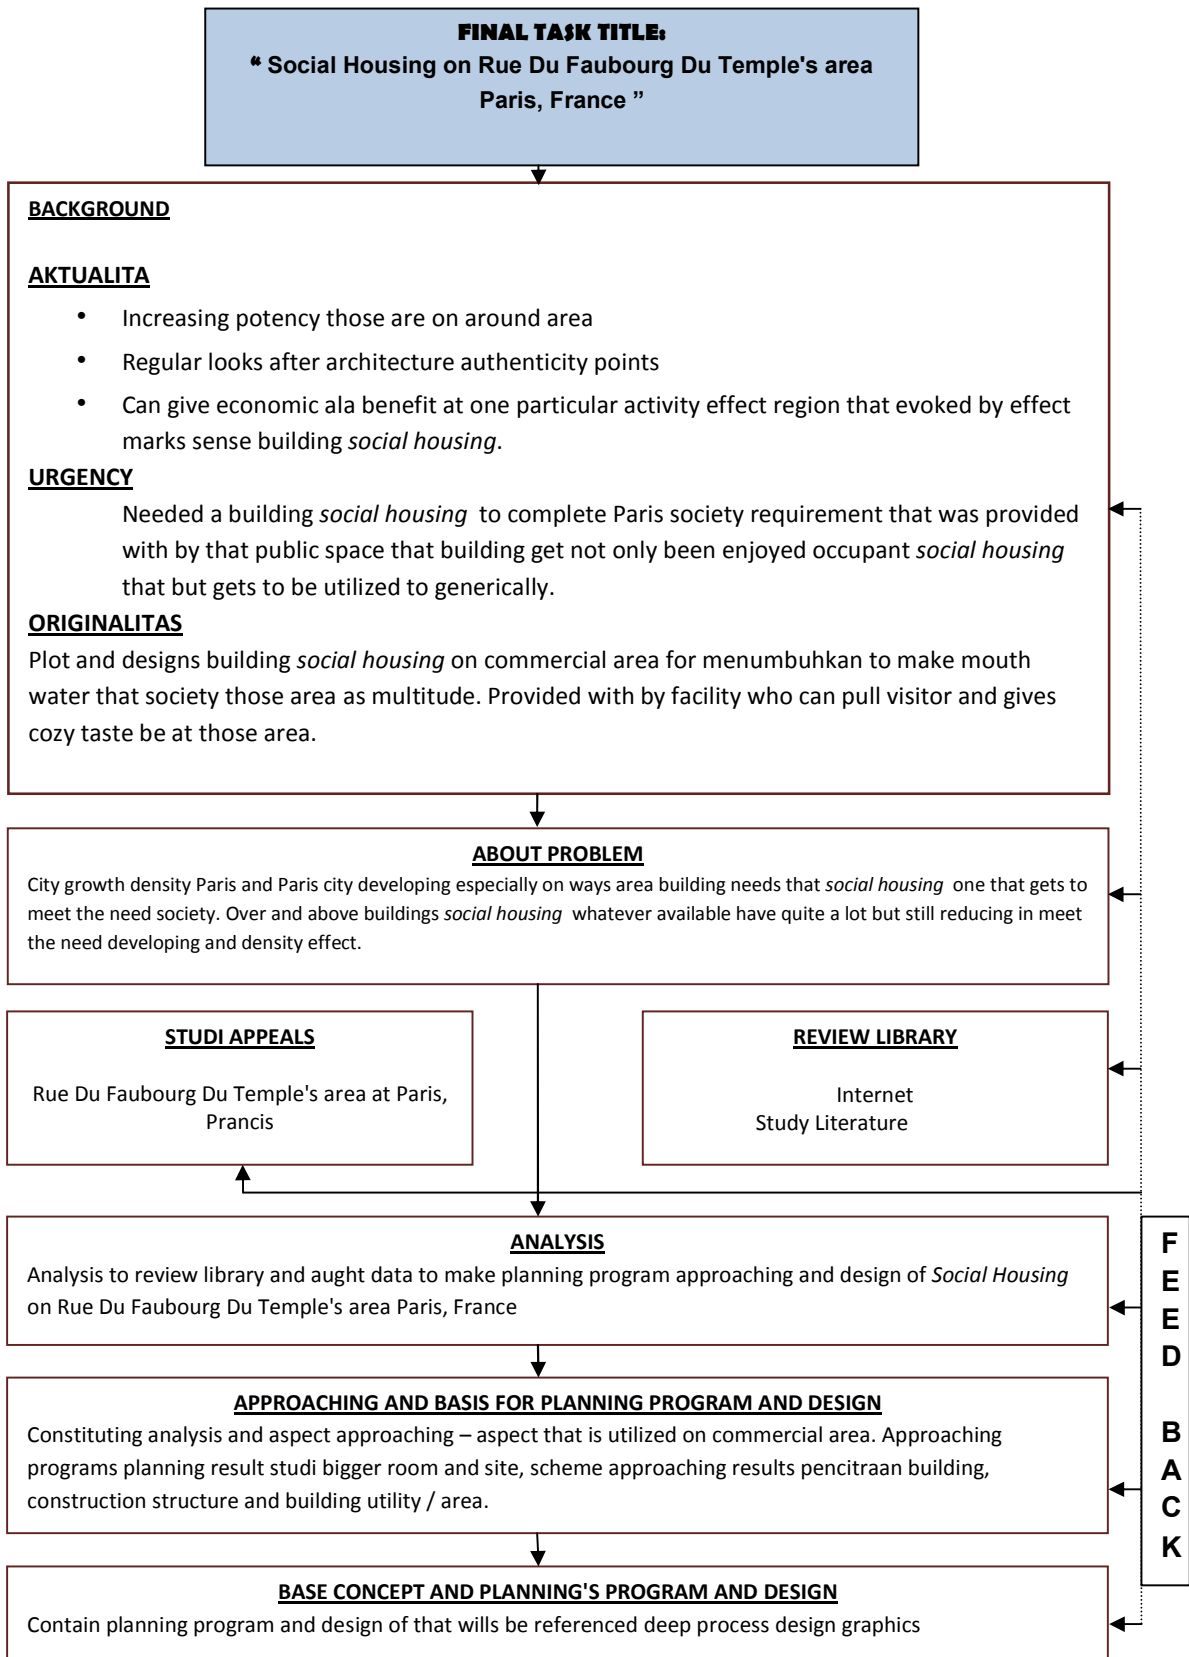 FINAL TASK TITLE:
“ Social Housing on Rue Du Faubourg Du Temple's area
Paris, France ”
BACKGROUND
AKTUALITA
• Increasing potency those are on around area
• Regular looks after architecture authenticity points
• Can give economic ala benefit at one particular activity effect region that evoked by effect
marks sense building social housing.
URGENCY
Needed a building social housing to complete Paris society requirement that was provided
with by that public space that building get not only been enjoyed occupant social housing
that but gets to be utilized to generically.
ORIGINALITAS
Plot and designs building social housing on commercial area for menumbuhkan to make mouth
water that society those area as multitude. Provided with by facility who can pull visitor and gives
cozy taste be at those area.
ABOUT PROBLEM
City growth density Paris and Paris city developing especially on ways area building needs that social housing one that gets to
meet the need society. Over and above buildings social housing whatever available have quite a lot but still reducing in meet
the need developing and density effect.
STUDI APPEALS
Rue Du Faubourg Du Temple's area at Paris,
Prancis
REVIEW LIBRARY
Internet
Study Literature
ANALYSIS
Analysis to review library and aught data to make planning program approaching and design of Social Housing
on Rue Du Faubourg Du Temple's area Paris, France
APPROACHING AND BASIS FOR PLANNING PROGRAM AND DESIGN
Constituting analysis and aspect approaching – aspect that is utilized on commercial area. Approaching
programs planning result studi bigger room and site, scheme approaching results pencitraan building,
construction structure and building utility / area.
BASE CONCEPT AND PLANNING'S PROGRAM AND DESIGN
Contain planning program and design of that wills be referenced deep process design graphics
F
E
E
D
B
A
C
K